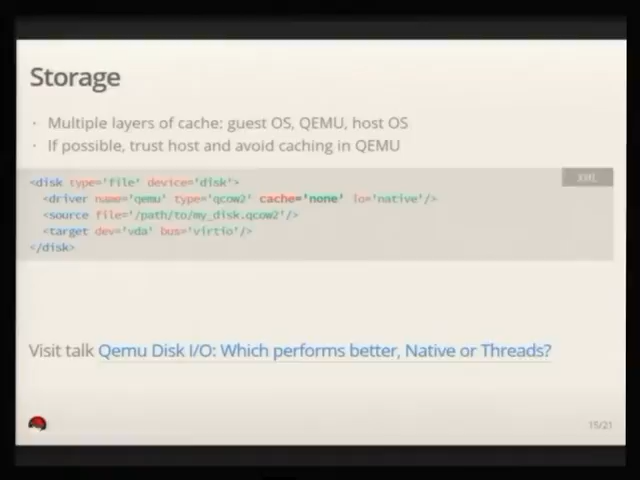 Storage
· Multiple layers of cache: guest OS, QEMU, host OS
· If possible, trust host and avoid caching in QEMU
XML
<disk type='file' device='disk'>
<driver name='qemu' type='qcow2' cache='none' io='native'/>
<source file='/path/to/my_disk.qcow2'/>
<target dev='vda' bus='virtio'/>
</disk>
Visit talk Qemu Disk I/O: Which performs better, Native or Threads?
15/21